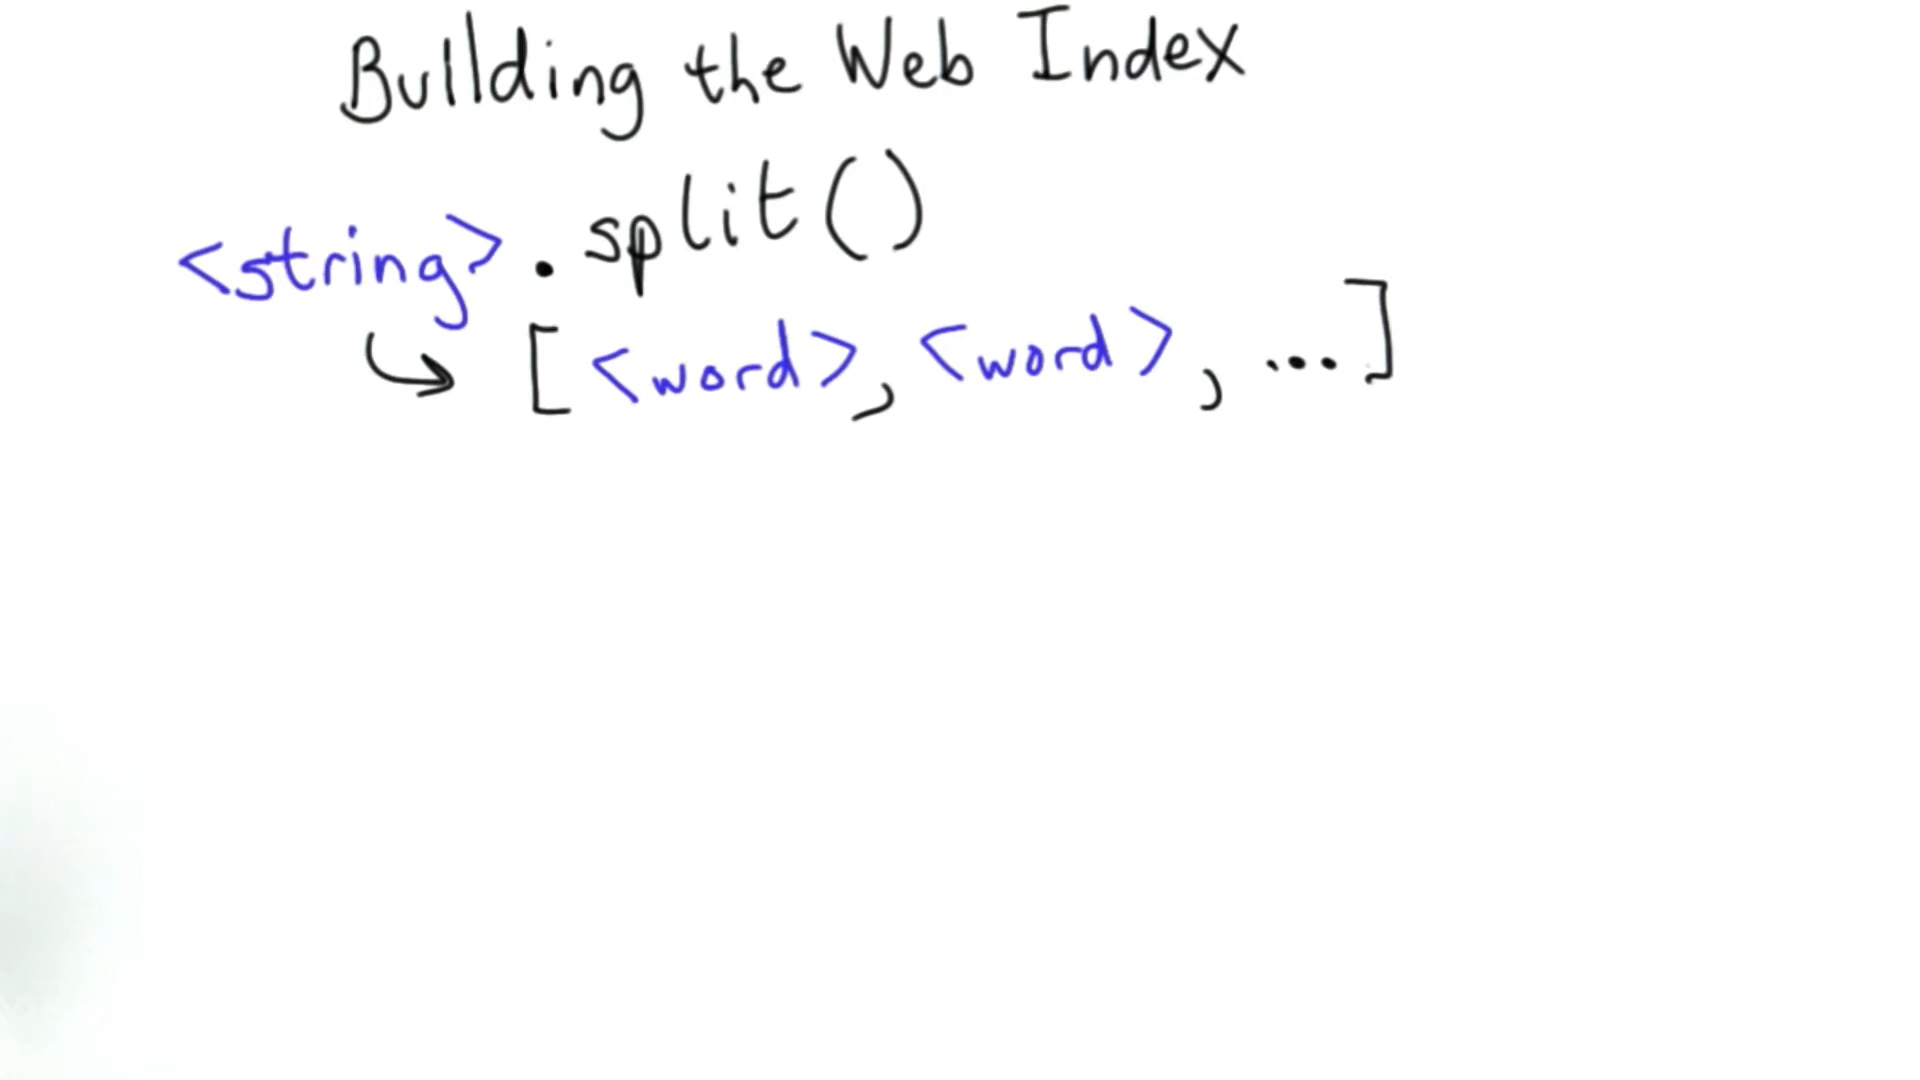 Building the Web Index
<string>.split()
[<word>, <word>, ...]